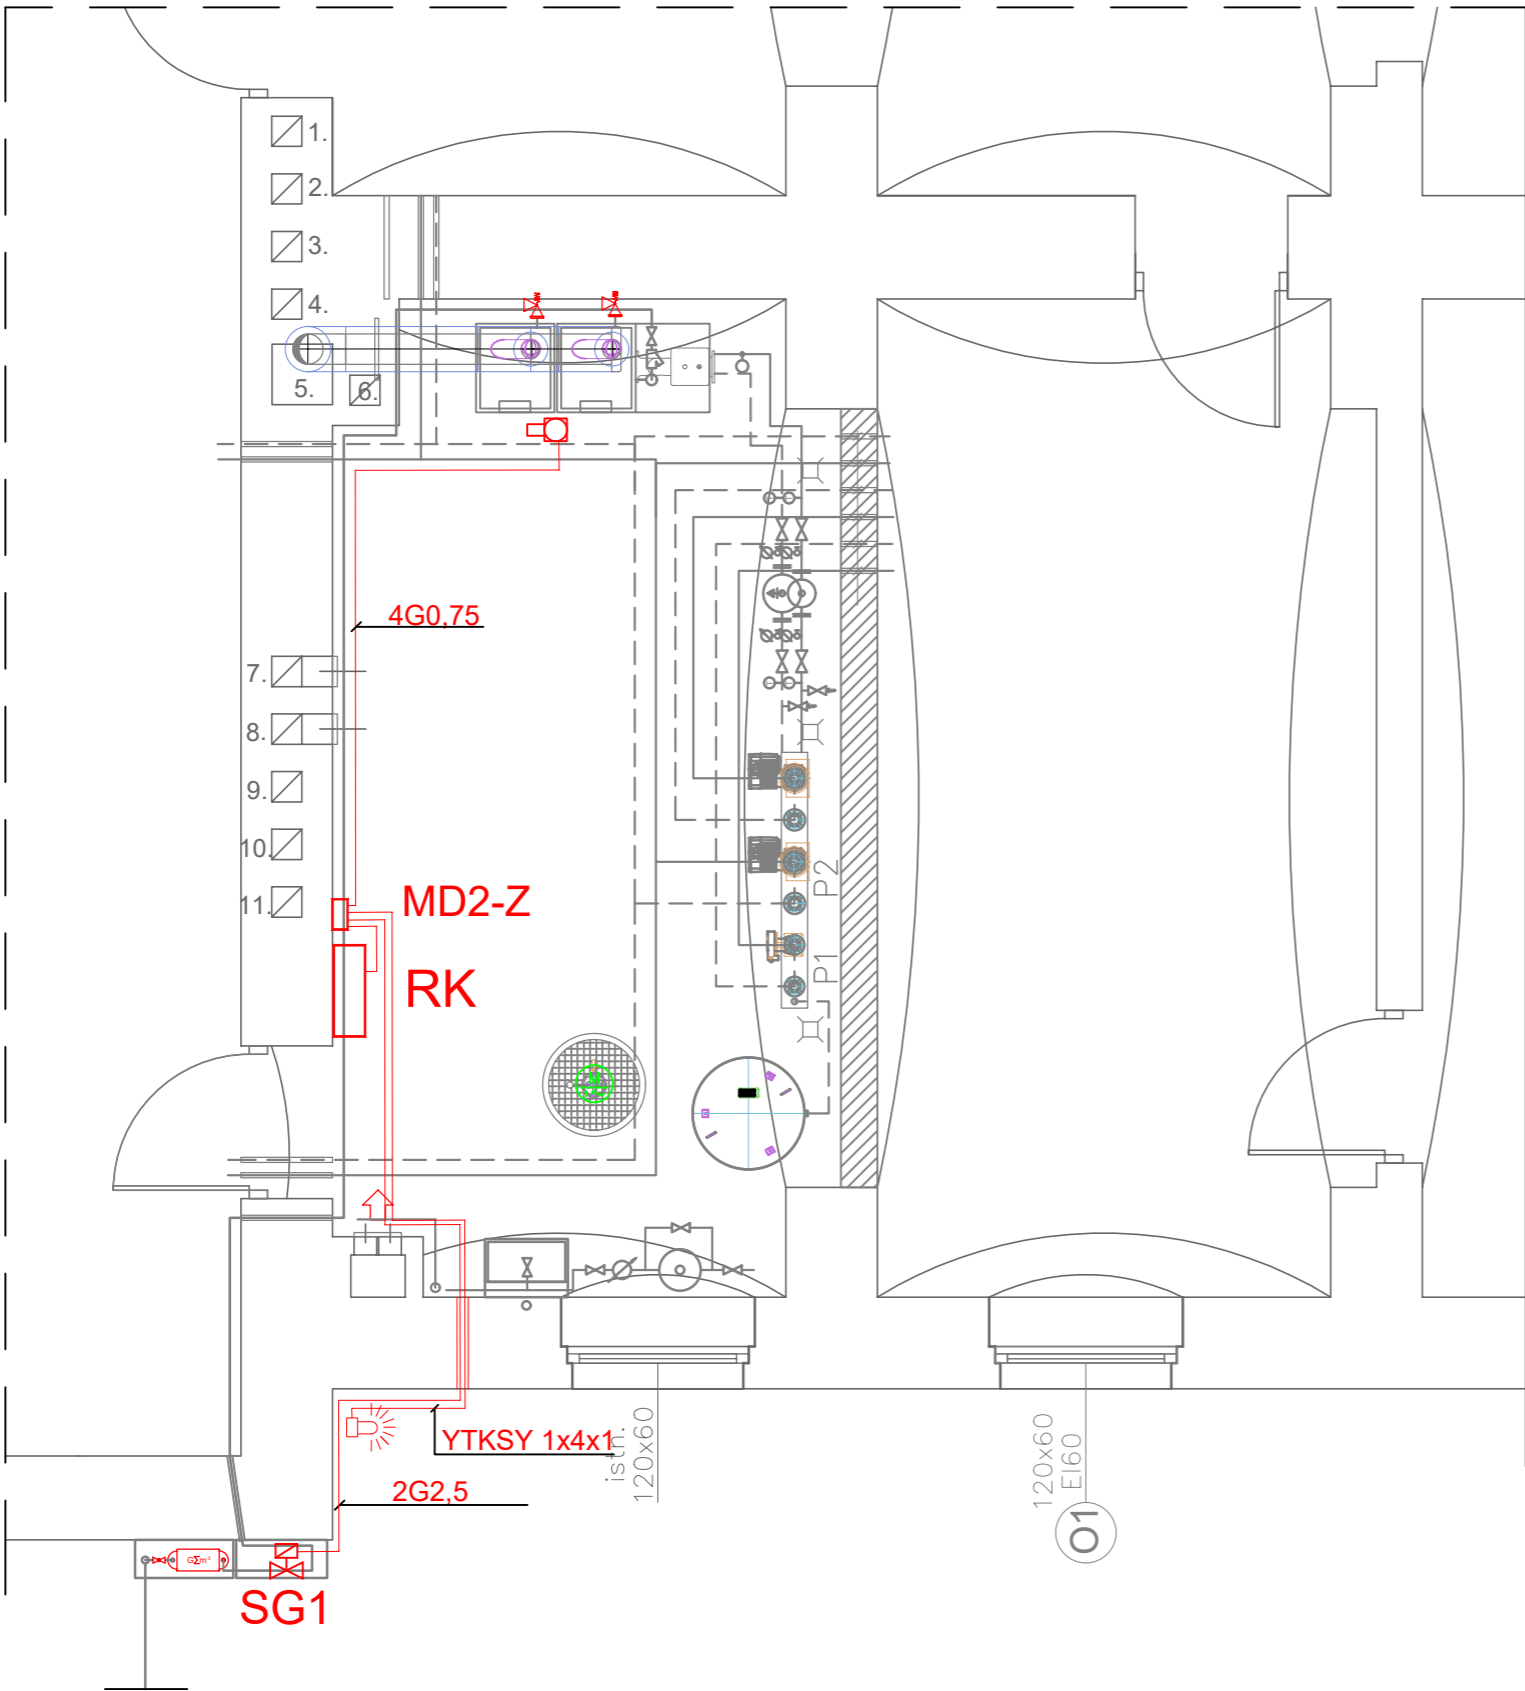 1.
2.
3.
4.
5.
6.
4G0,75
7.
8.
9.
10.
11.
MD2-Z
RK
P2
P1
YTKSY 1x4x1
istn.
120x60
120x60
EI60
O1
2G2,5
SG1